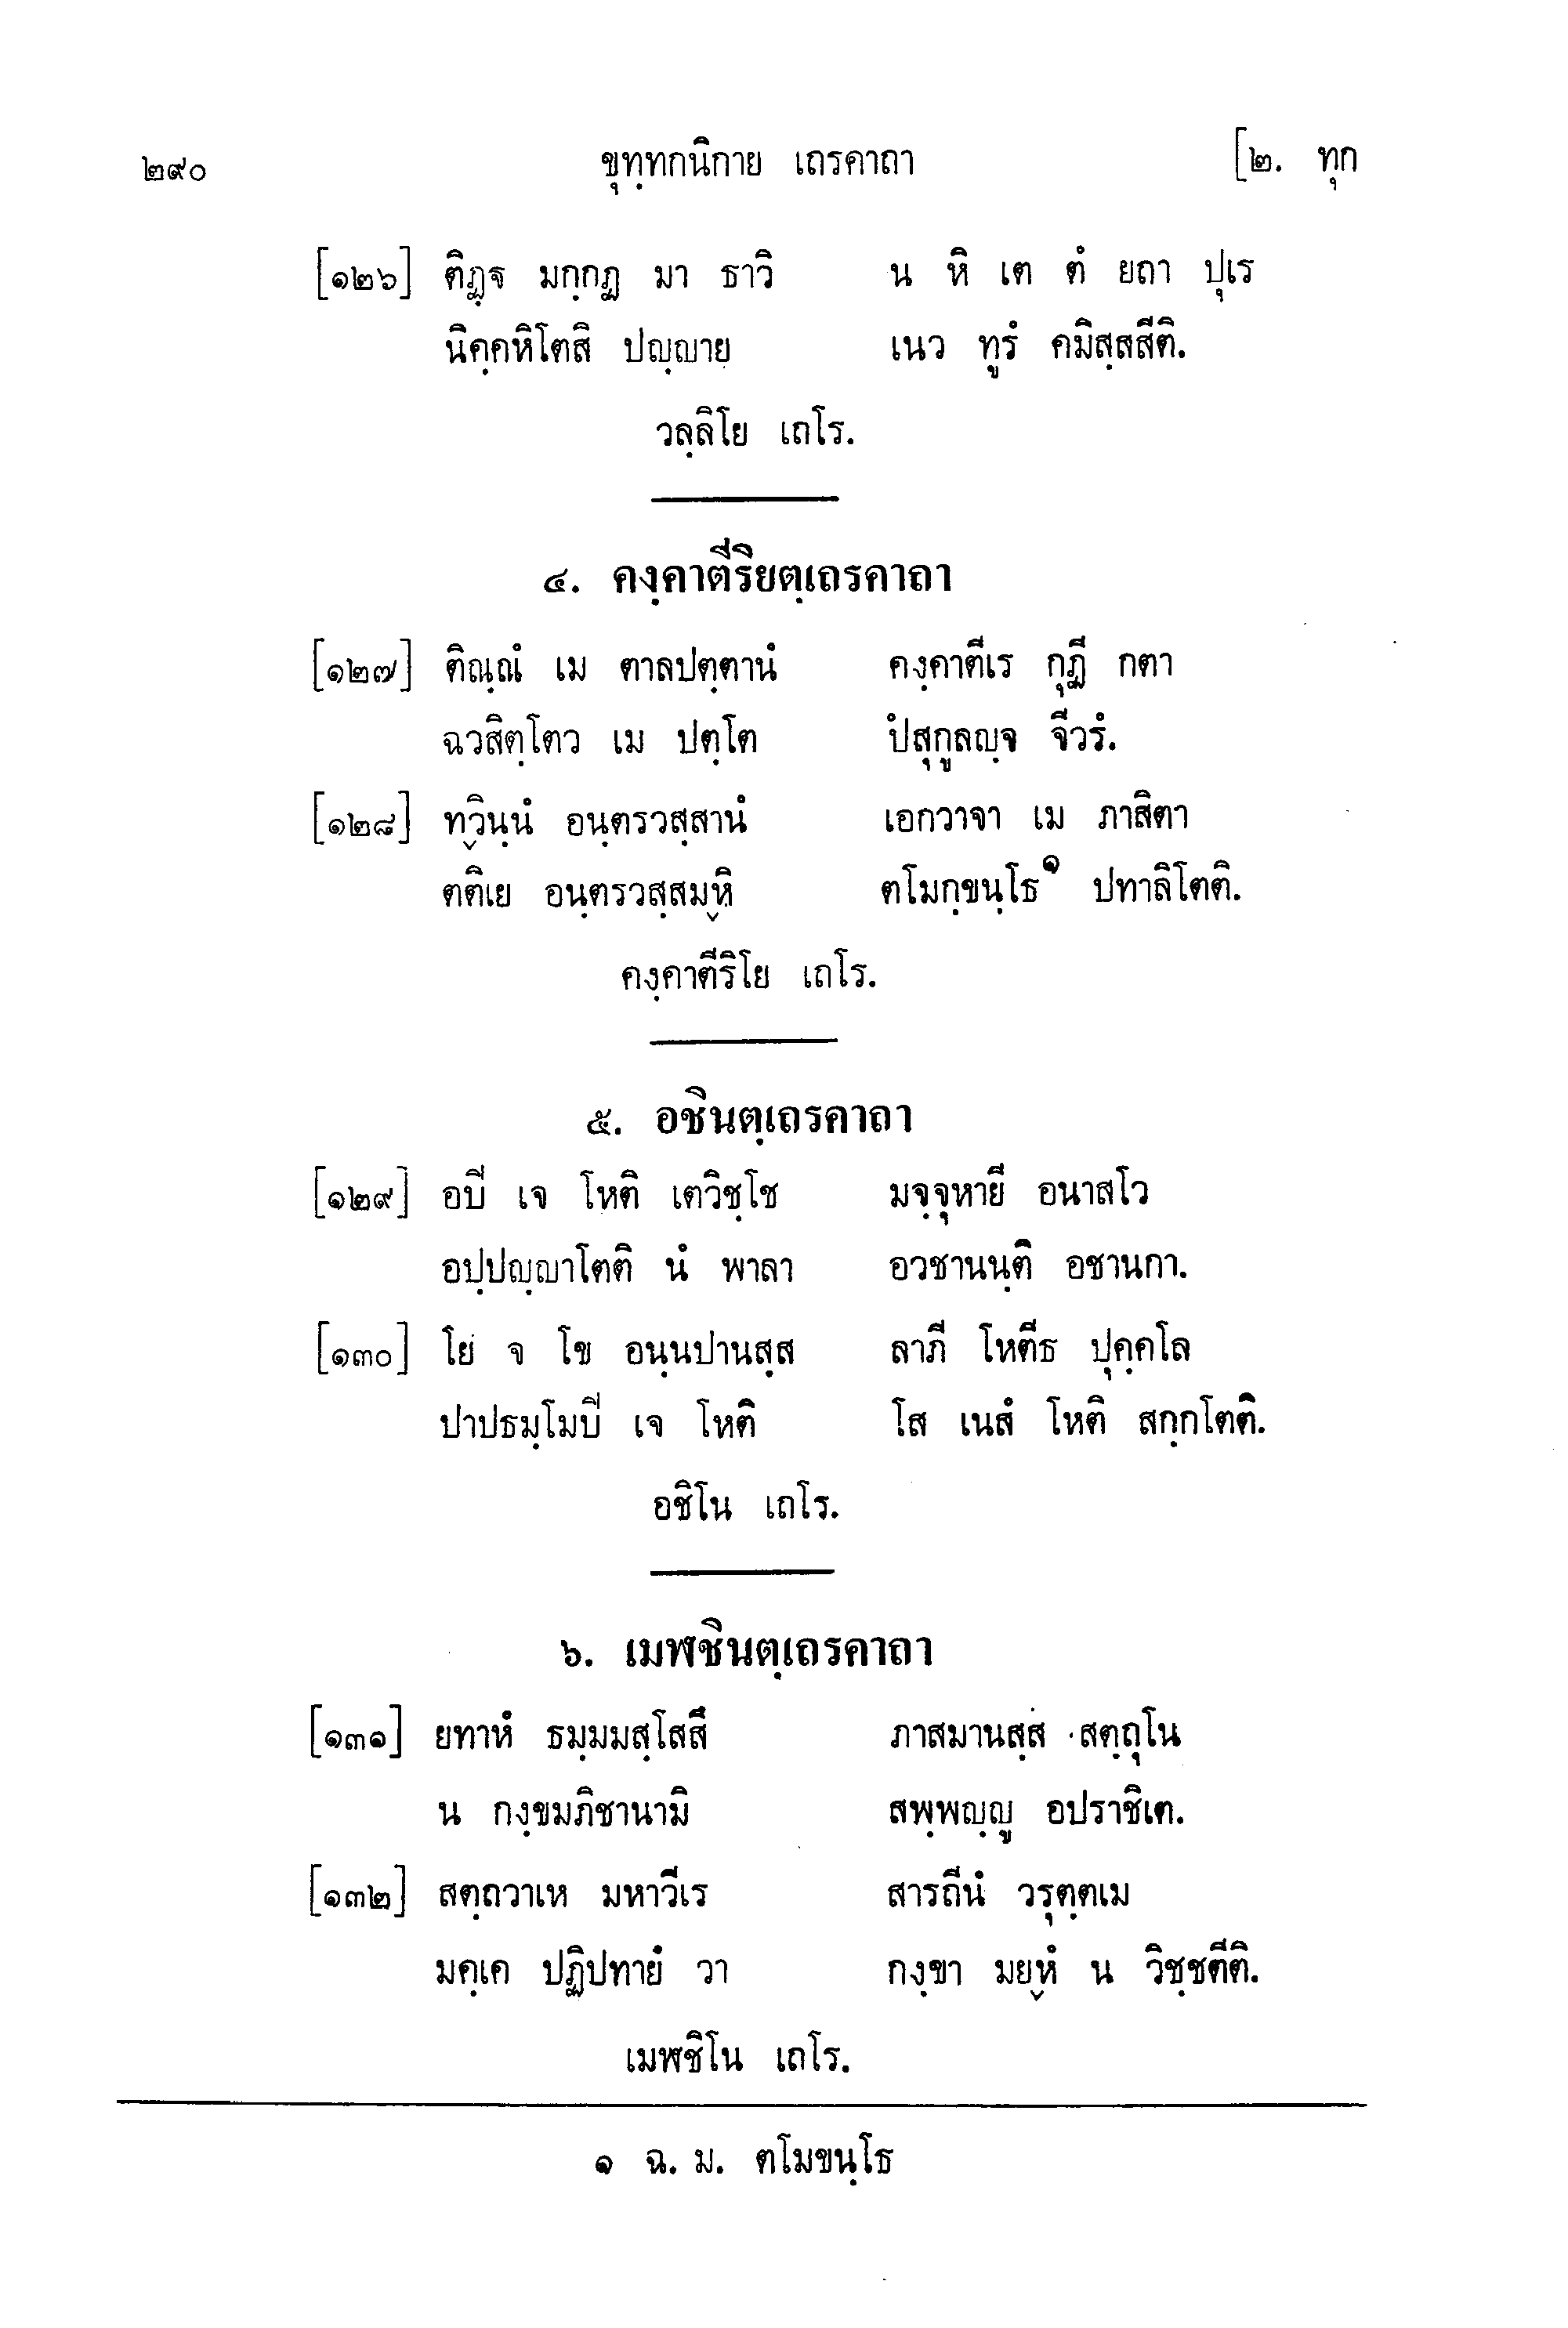 ๒๙๐ ขุทฺทกนิกาย เถรคาถา [๒. ทุก
[๑๒๖] ติฏฺฐ มกฺกฏ มา ธาวิ น หิ เต ตํ ยถา ปุเร
นิคฺคหิโตสิ ปญฺญาย เนว ทูรํ คมิสฺสสีติ.
วลฺลิโย เถโร.
๔. คงฺคาตีริยตฺเถรคาถา
[๑๒๗] ติณฺณํ เม ตาลปตฺตานํ คงฺคาตีเร กุฏี กตา
ฉวสิตฺโตว เม ปตฺโต ปํสุกูลญฺจ จีวรํ.
[๑๒๘] ทฺวินฺนํ อนฺตรวสฺสานํ เอกวาจา เม ภาสิตา
ตติเย อนฺตรวสฺสมฺหิ ตโมกฺขนฺโธ๑ ปทาลิโตติ.
คงฺคาตีริโย เถโร.
๕. อชินตฺเถรคาถา
[๑๒๙] อปิ เจ โหติ เตวิชฺโช มจฺจุหายี อนาสโว
อปฺปญฺญาโตติ นํ พาลา อวชานนฺติ อชานกา.
[๑๓๐] โย จ โข อนฺนปานสฺส ลาภี โหตีธ ปุคฺคโล
ปาปธมฺโมปิ เจ โหติ โส เนสํ โหติ สกฺกโตติ.
อชิโน เถโร.
๖. เมฬชินตฺเถรคาถา
[๑๓๑] ยทาหํ ธมฺมมสฺโสสึ ภาสมานสฺส สตฺถุโน
น กงฺขมภิชานามิ สพฺพญฺญู อปราชิเต.
[๑๓๒] สตฺถวาเห มหาวีเร สารถีนํ วรุตฺตเม
มคฺเค ปฏิปทายํ วา กงฺขา มยฺหํ น วิชฺชตีติ.
เมฬชิโน เถโร.
๑ ฉ. ม. ตโมขนฺโธ